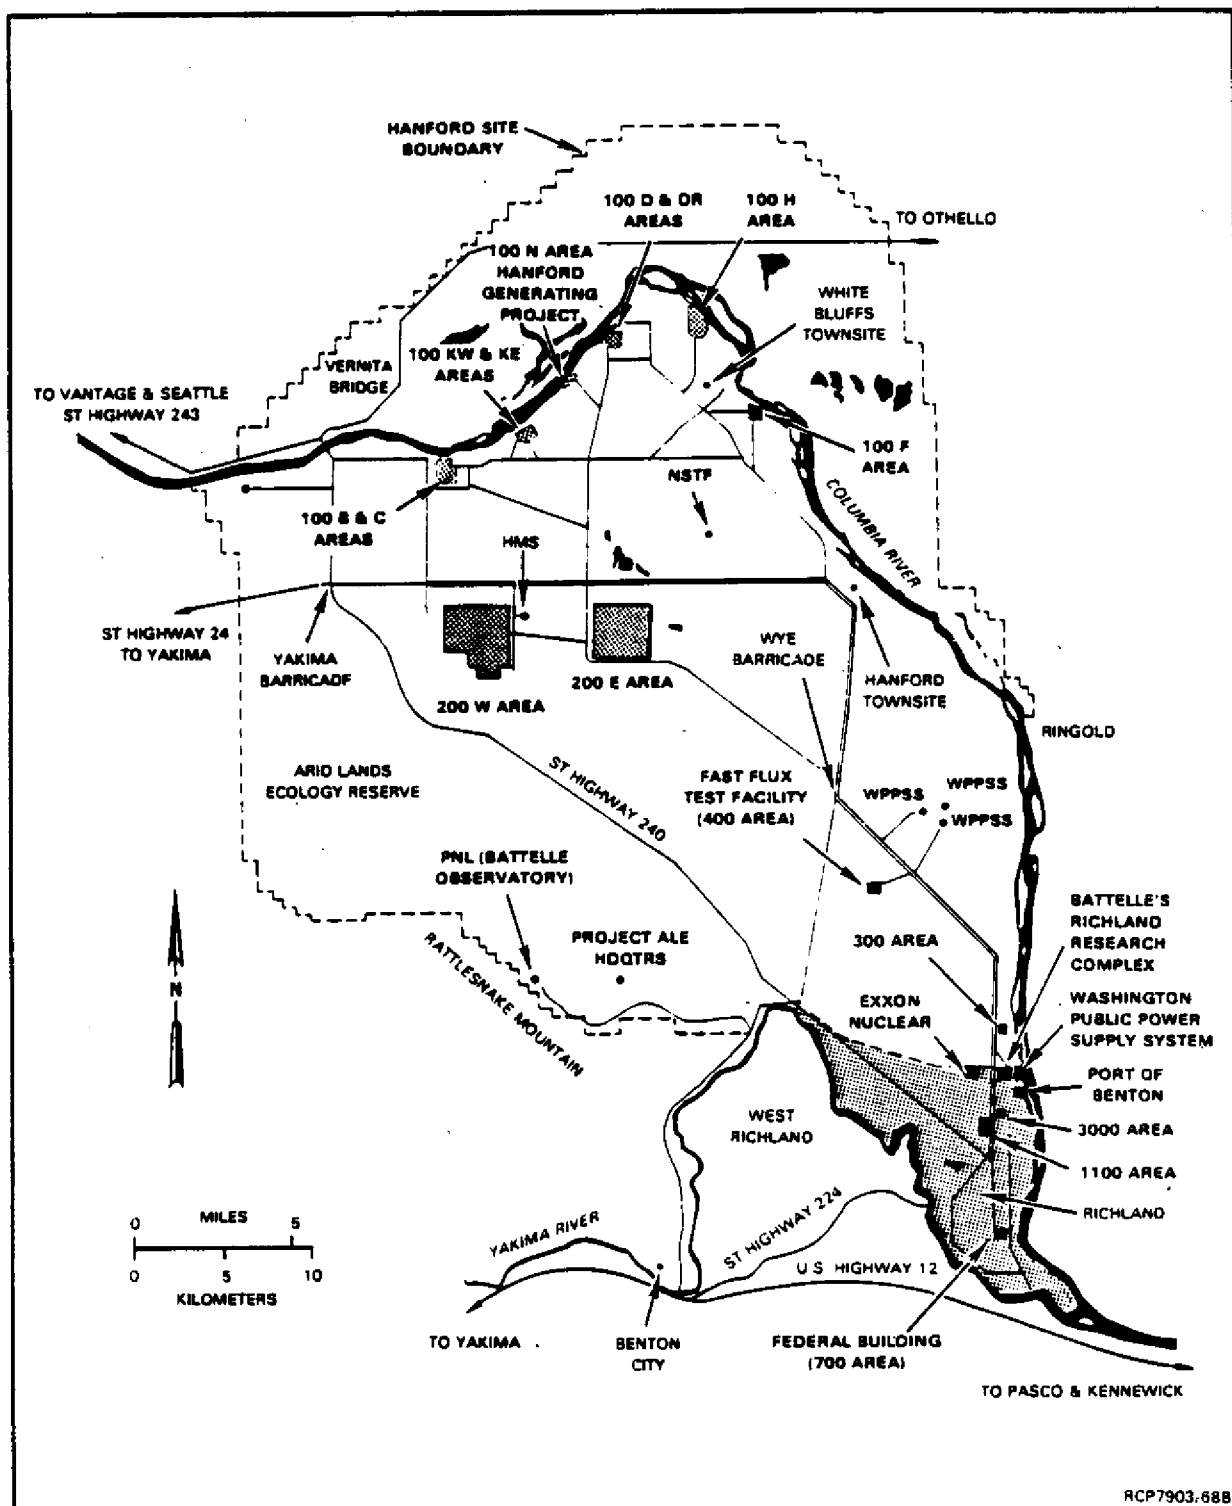 HANFORD SITE
BOUNDARY
100 D & DR
AREAS
100 H
AREA
TO OTHELLO
100 N AREA
HANFORD
GENERATING
PROJECT
WHITE
BLUFFS
TOWNSITE
VERNITA
BRIDGE
100 KW & KE
AREAS
TO VANTAGE & SEATTLE
ST HIGHWAY 243
100 F
AREA
NSTF
COLUMBIA RIVER
100 B & C
AREAS
HMS
ST HIGHWAY 24
TO YAKIMA
YAKIMA
BARRICADE
WYE
BARRICADE
HANFORD
TOWNSITE
200 E AREA
200 W AREA
RINGOLD
ARID LANDS
ECOLOGY RESERVE
ST HIGHWAY 240
FAST FLUX
TEST FACILITY
(400 AREA)
WPPSS
WPPSS
WPPSS
PNL (BATTELLE
OBSERVATORY)
BATTELLE'S
RICHLAND
RESEARCH
COMPLEX
PROJECT ALE
HDQTRS
300 AREA
N
RATTLESNAKE MOUNTAIN
EXXON
NUCLEAR
WASHINGTON
PUBLIC POWER
SUPPLY SYSTEM
PORT OF
BENTON
WEST
RICHLAND
3000 AREA
1100 AREA
RICHLAND
0 MILES 5
0 5 10
KILOMETERS
YAKIMA RIVER
ST HIGHWAY 224
U S HIGHWAY 12
TO YAKIMA
BENTON
CITY
FEDERAL BUILDING
(700 AREA)
TO PASCO & KENNEWICK
RCP7903-68B